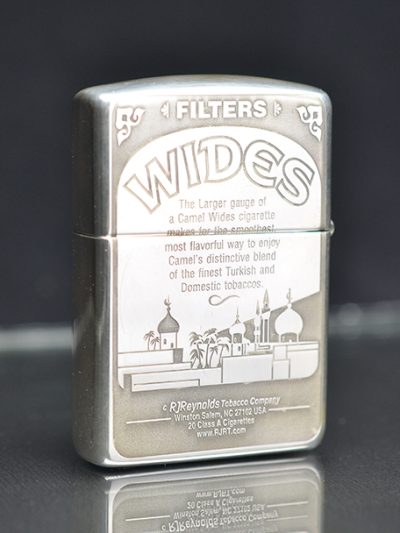 FILTERS
WIDES
The Larger gauge of
a Camel Wides cigarette
makes for the smoothest
most flavorful way to enjoy
Camel's distinctive blend
of the finest Turkish and
Domestic tobaccos.
c RJReynolds Tobacco Company
Winston Salem, NC 27102 USA
20 Class A Cigarettes
www.RJRT.com